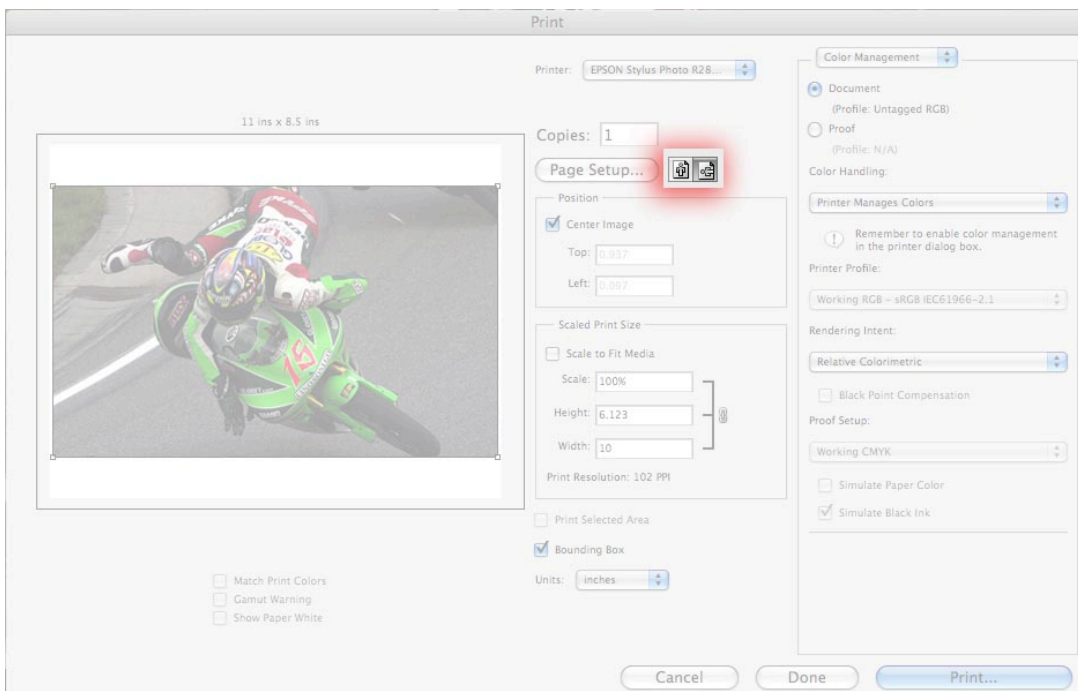 Print
11 ins x 8.5 ins
Match Print Colors
Gamut Warning
Show Paper White
Printer: EPSON Stylus Photo R28...
Copies: 1
Page Setup...
Position
Center Image
Top: 0.937
Left: 0.097
Scaled Print Size
Scale to Fit Media
Scale: 100%
Height: 6.123
Width: 10
Print Resolution: 102 PPI
Print Selected Area
Bounding Box
Units: inches
Color Management
Document
(Profile: Untagged RGB)
Proof
(Profile: N/A)
Color Handling:
Printer Manages Colors
Remember to enable color management
in the printer dialog box.
Printer Profile:
Working RGB - sRGB IEC61966-2.1
Rendering Intent:
Relative Colorimetric
Black Point Compensation
Proof Setup:
Working CMYK
Simulate Paper Color
Simulate Black Ink
Cancel
Done
Print...
15